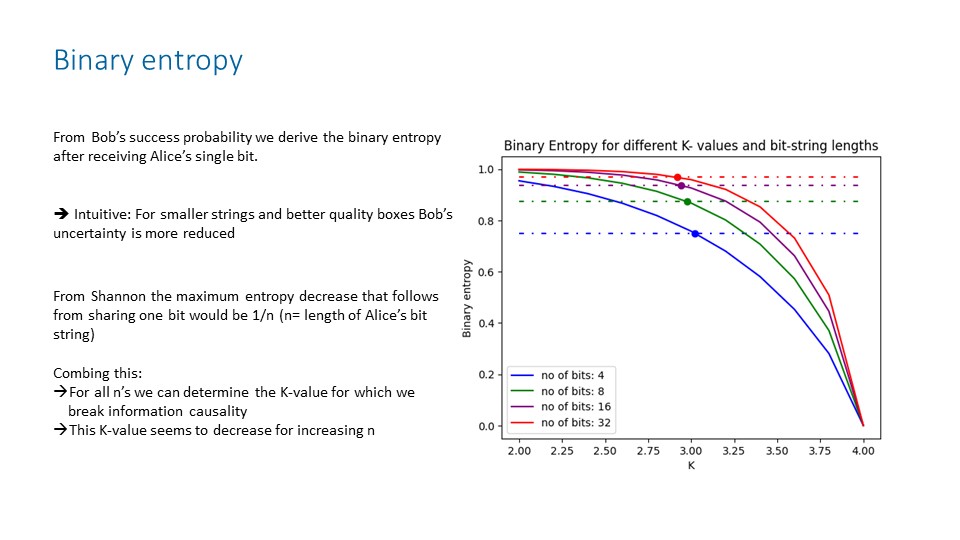 Binary entropy
From Bob's success probability we derive the binary entropy
after receiving Alice's single bit.
➔ Intuitive: For smaller strings and better quality boxes Bob's
uncertainty is more reduced
From Shannon the maximum entropy decrease that follows
from sharing one bit would be 1/n (n= length of Alice's bit
string)
Combing this:
→For all n's we can determine the K-value for which we
break information causality
→This K-value seems to decrease for increasing n
Binary Entropy for different K- values and bit-string lengths
Binary entropy
1.0
0.8
0.6
0.4
0.2
0.0
no of bits: 4
no of bits: 8
no of bits: 16
no of bits: 32
2.00 2.25 2.50 2.75 3.00 3.25 3.50 3.75 4.00
K